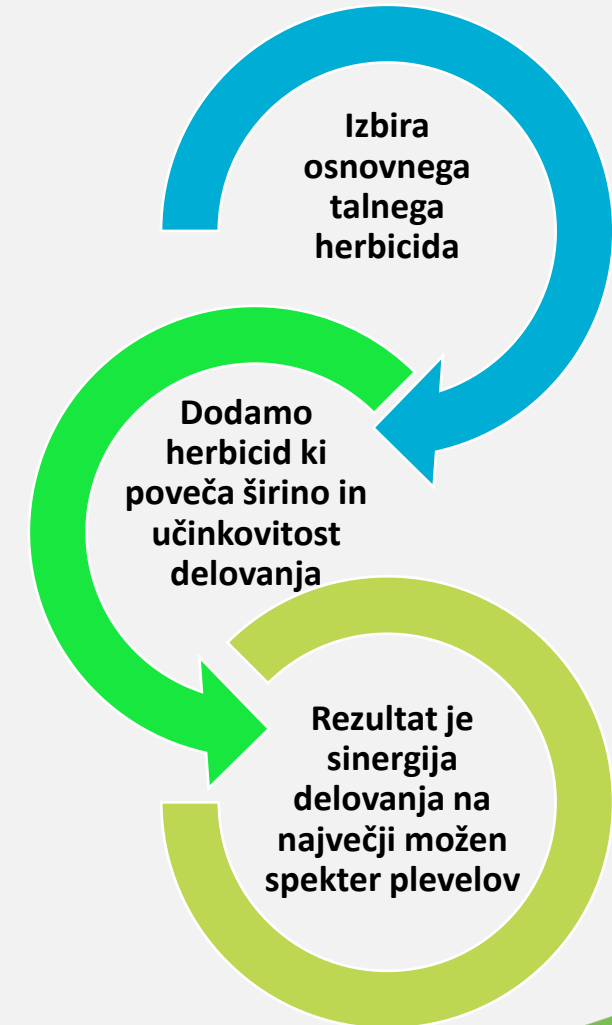 Izbira
osnovnega
talnega
herbicida
Dodamo
herbicid ki
poveča širino in
učinkovitost
delovanja
Rezultat je
sinergija
delovanja na
največji možen
spekter plevelov